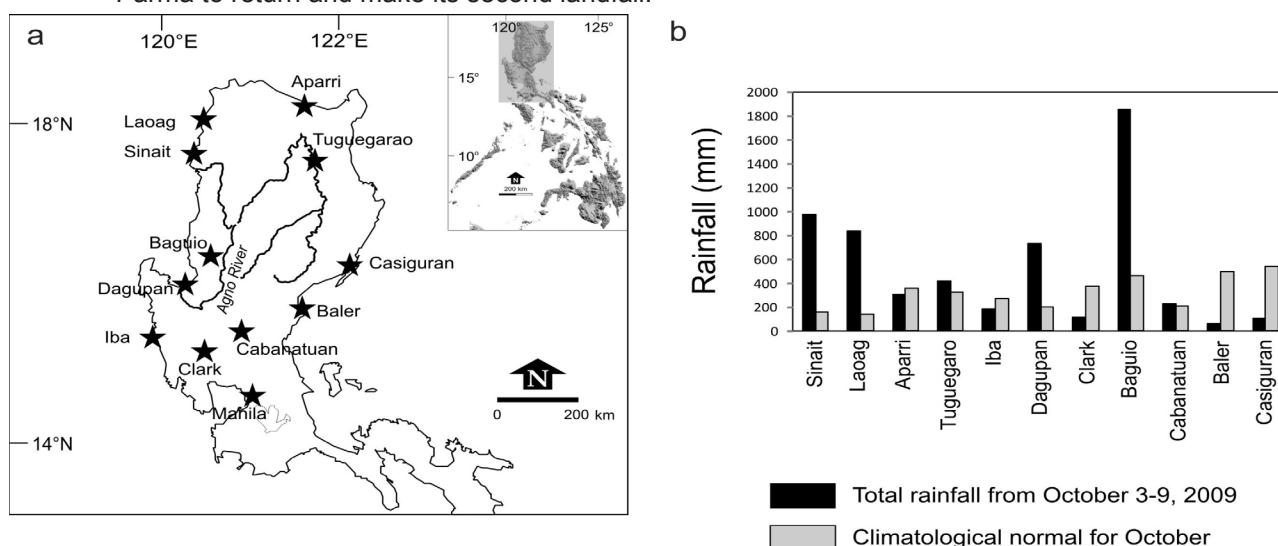 Parma to return and make its second landfall.
a
120°E
122°E
120°
125°
15°
10°
N
200 km
18°N
14°N
Aparri
Laoag
Sinait
Tuguegarao
Baguio
Agno River
Casiguran
Dagupan
Baler
Iba
Cabanatuan
Clark
Manila
N
0
200 km
b
Rainfall (mm)
2000
1800
1600
1400
1200
1000
800
600
400
200
0
Sinait
Laoag
Aparri
Tuguegaro
Iba
Dagupan
Clark
Baguio
Cabanatuan
Baler
Casiguran
Total rainfall from October 3-9, 2009
Climatological normal for October